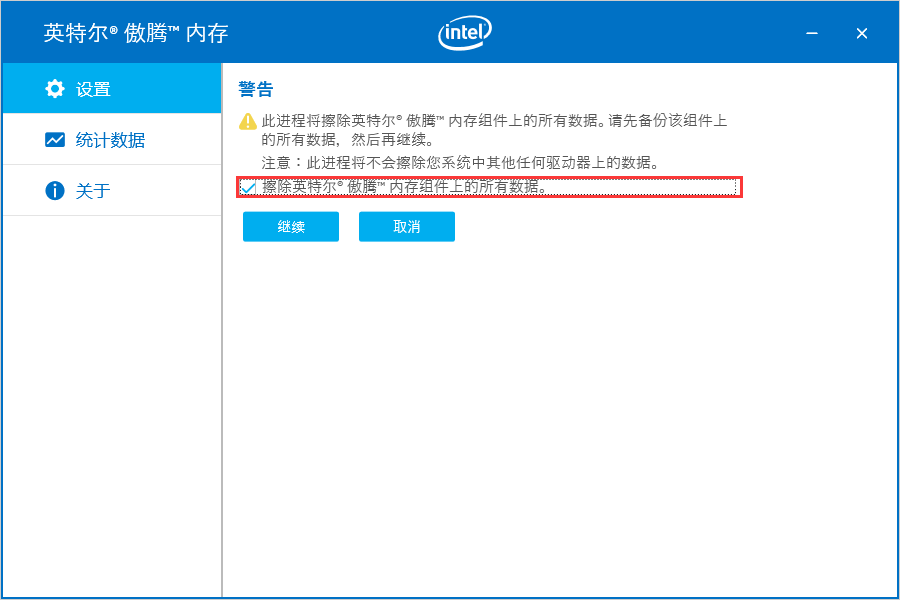 英特尔® 傲腾™ 内存
intel
设置
统计数据
关于
警告
此进程将擦除英特尔® 傲腾™ 内存组件上的所有数据。请先备份该组件上
的所有数据，然后再继续。
注意：此进程将不会擦除您系统中其他任何驱动器上的数据。
擦除英特尔® 傲腾™ 内存组件上的所有数据。
继续
取消